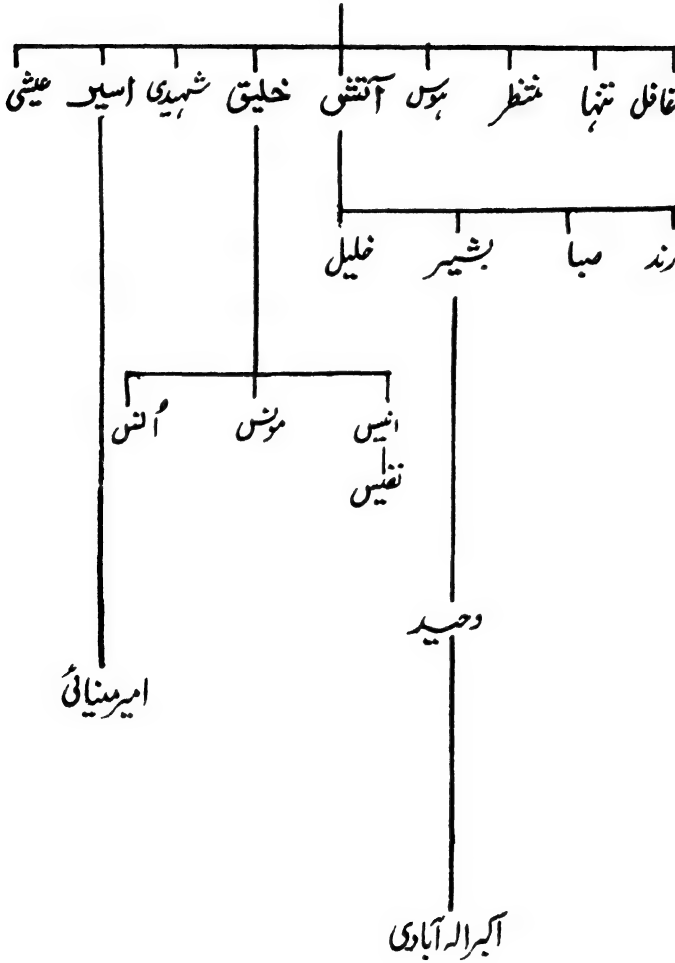 غافل تنہا منتظر ہوس آتش خلیق شہیدی اسیر عیشی
رند صبا بشیر خلیل
انیس مونس اُنس
نفیس
وحید
امیر مینائی
اکبر الہ آبادی